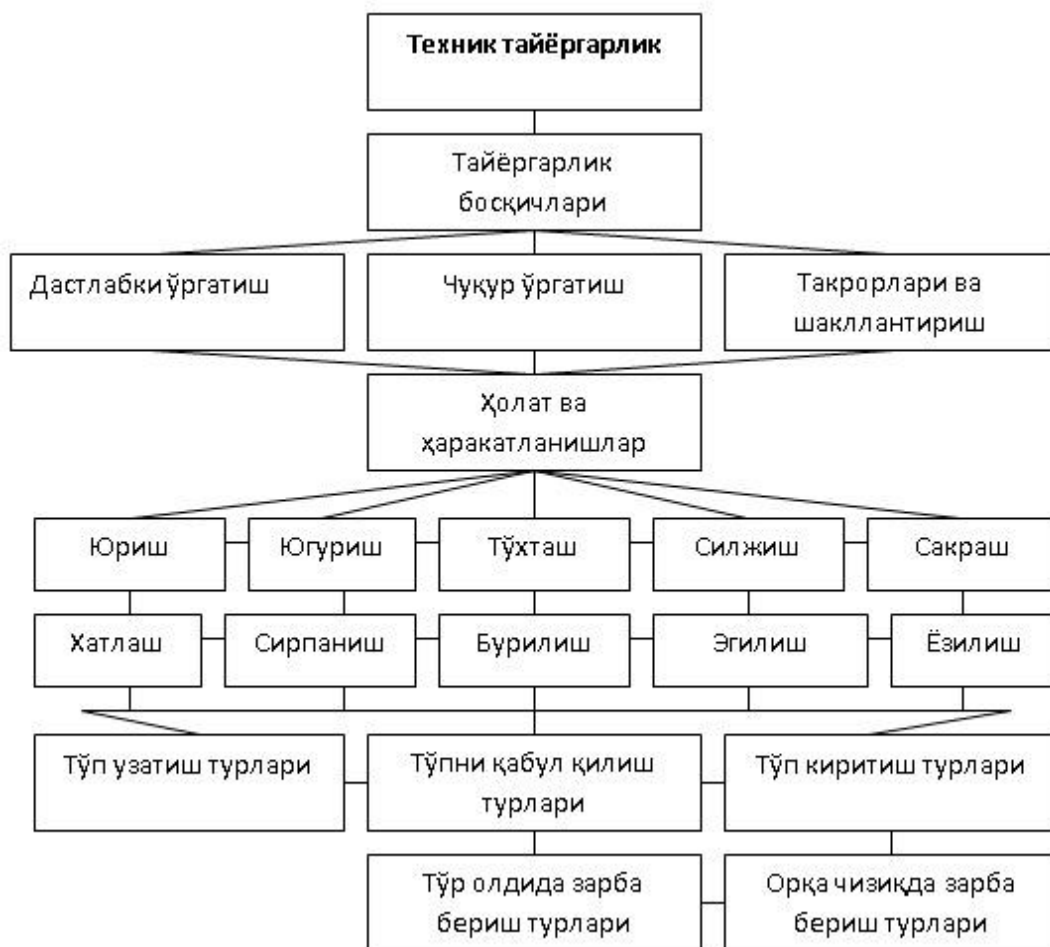 Техник тайёргарлик
Тайёргарлик
босқичлари
Дастлабки ўргатиш
Чуқур ўргатиш
Такрорлари ва
шакллантириш
Ҳолат ва
ҳаракатланишлар
Юриш
Югуриш
Тўхташ
Силжиш
Сакраш
Хатлаш
Сирпаниш
Бурилиш
Эгилиш
Ёзилиш
Тўп узатиш турлари
Тўпни қабул қилиш
турлари
Тўп киритиш турлари
Тўр олдида зарба
бериш турлари
Орқа чизиқда зарба
бериш турлари